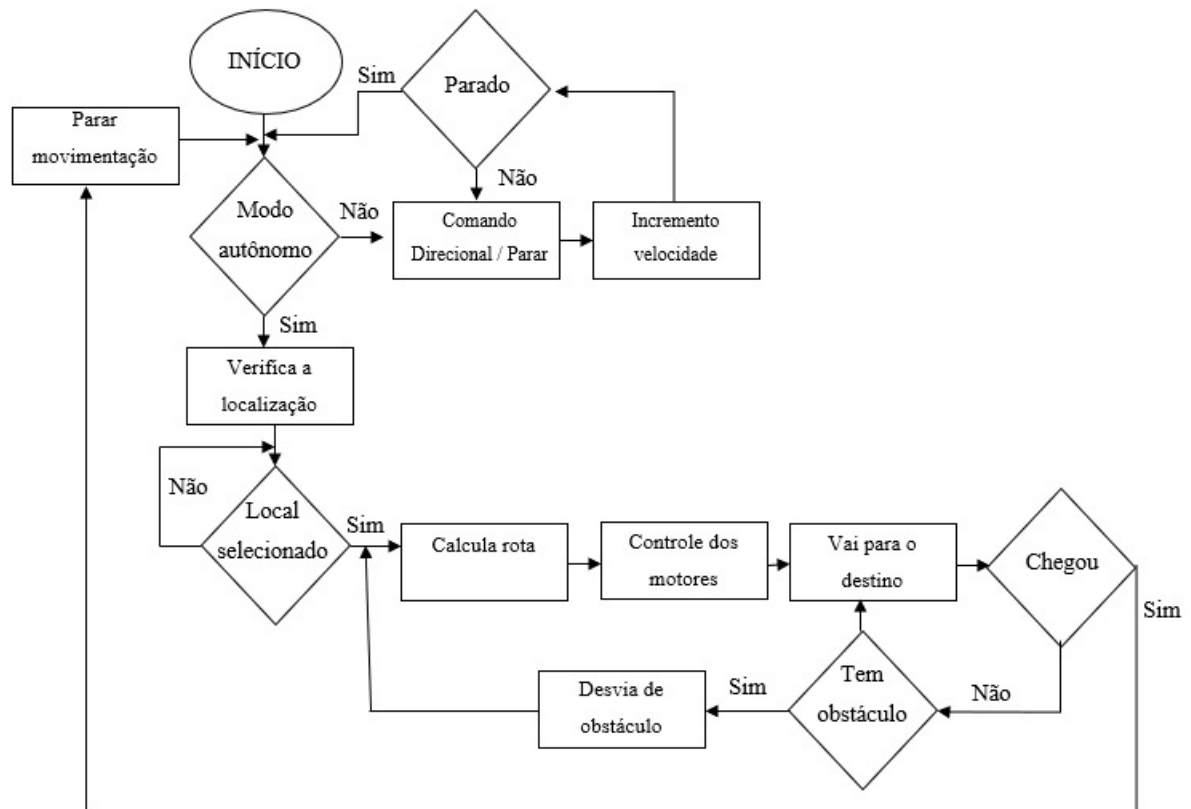 INÍCIO
Sim
Parado
Parar
movimentação
Não
Modo
autônomo
Não
Comando
Direcional / Parar
Incremento
velocidade
Sim
Verifica a
localização
Não
Local
selecionado
Sim
Calcula rota
Controle dos
motores
Vai para o
destino
Chegou
Sim
Desvia de
obstáculo
Sim
Tem
obstáculo
Não